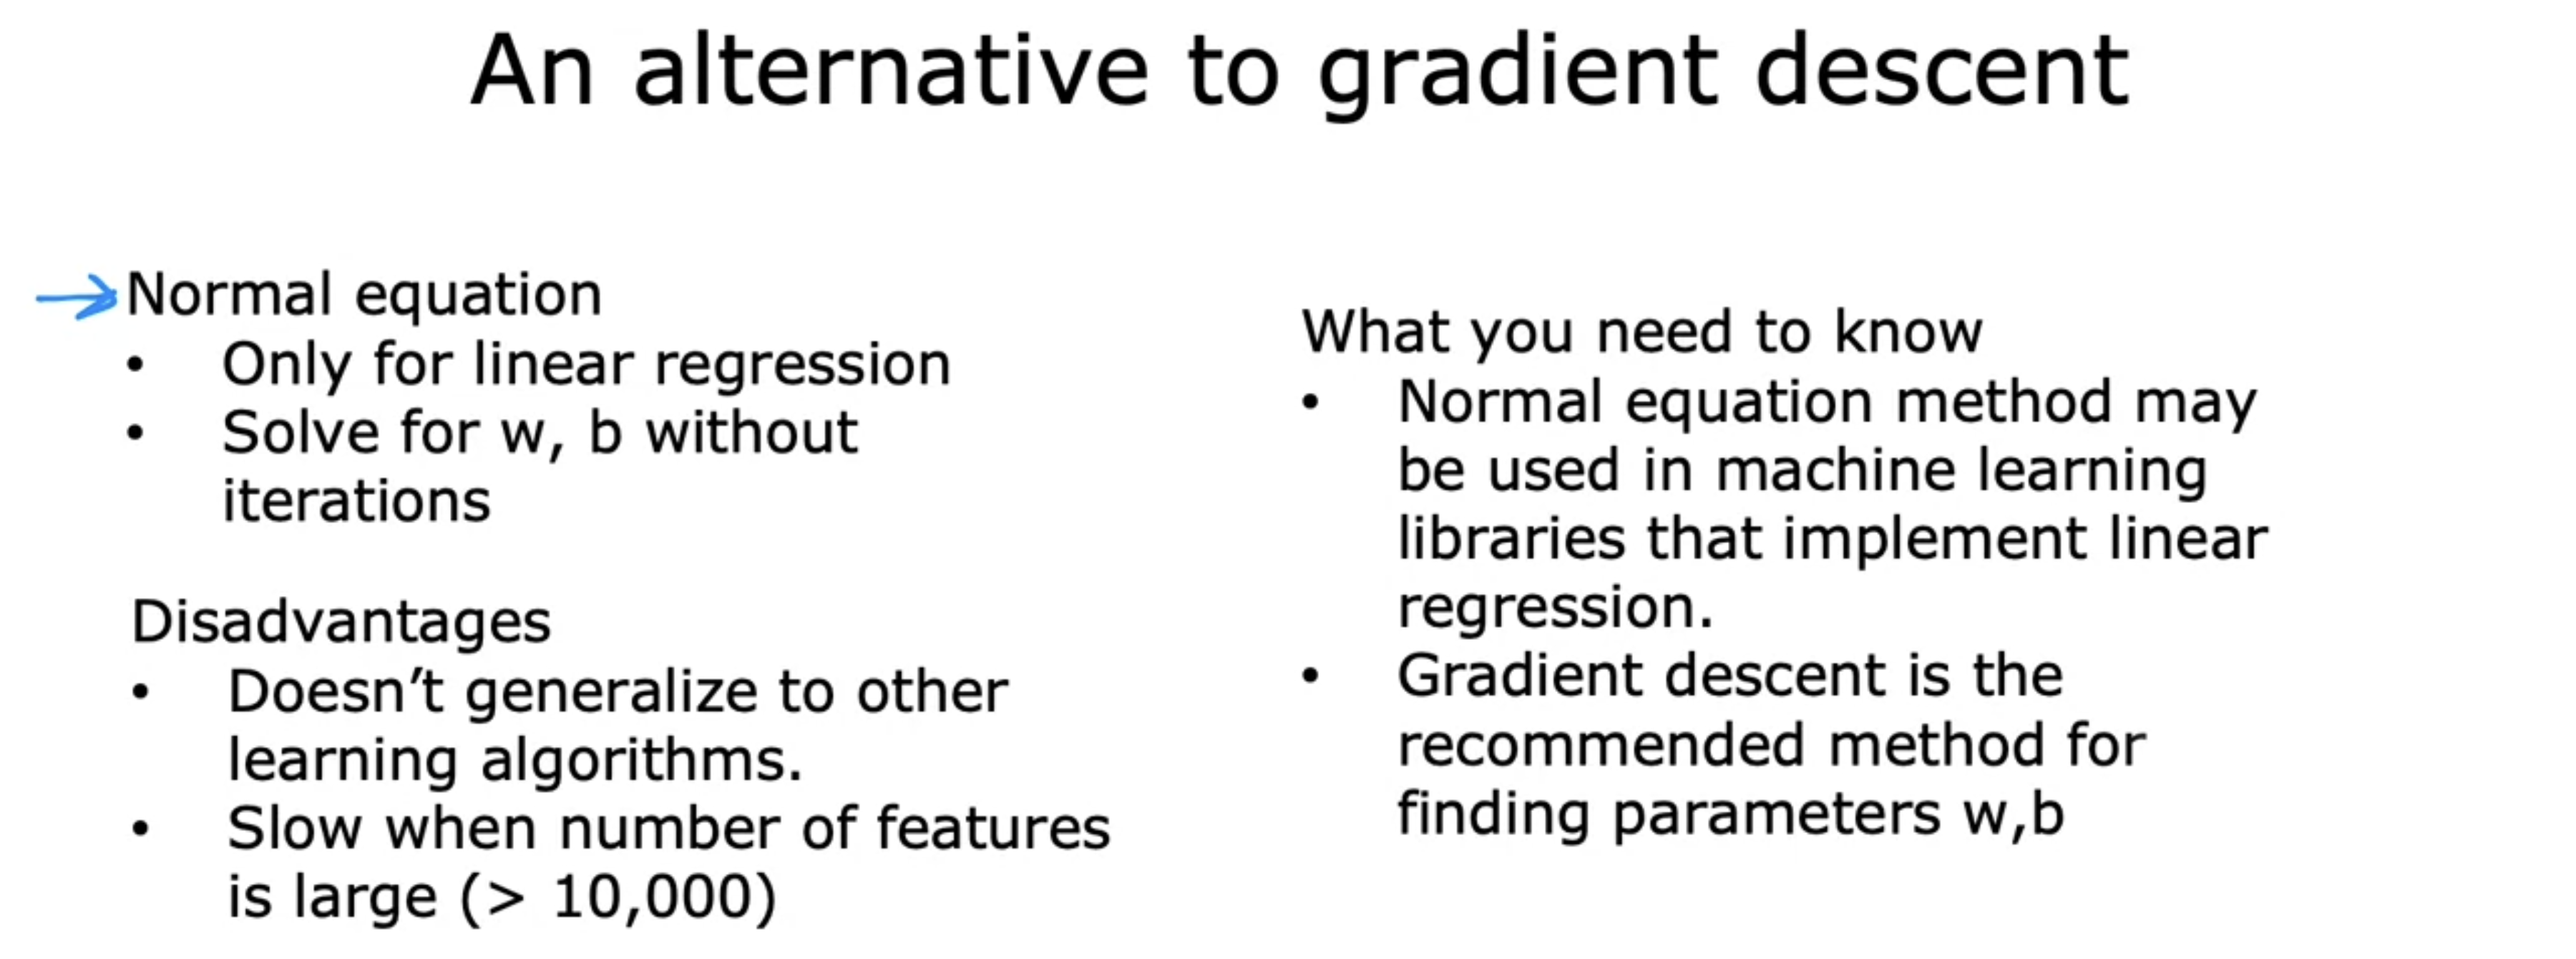 An alternative to gradient descent
Normal equation
• Only for linear regression
• Solve for w, b without
iterations
Disadvantages
• Doesn’t generalize to other
learning algorithms.
• Slow when number of features
is large (> 10,000)
What you need to know
• Normal equation method may
be used in machine learning
libraries that implement linear
regression.
• Gradient descent is the
recommended method for
finding parameters w,b